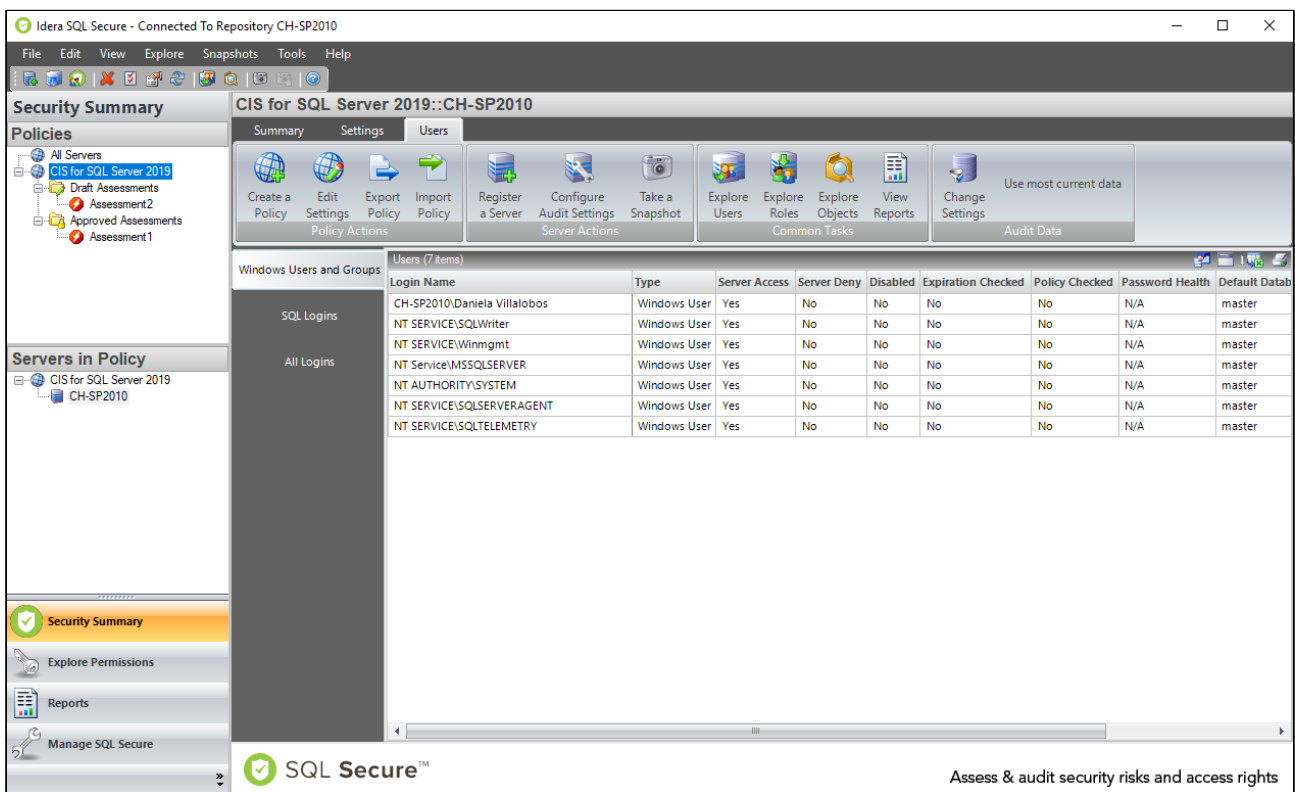 Idera SQL Secure - Connected To Repository CH-SP2010
File Edit View Explore Snapshots Tools Help
Security Summary
Policies
All Servers
CIS for SQL Server 2019
Draft Assessments
Assessment2
Approved Assessments
Assessment1
Servers in Policy
CIS for SQL Server 2019
CH-SP2010
Security Summary
Explore Permissions
Reports
Manage SQL Secure
CIS for SQL Server 2019::CH-SP2010
Summary Settings Users
Create a Policy Edit Settings Export Policy Import Policy
Policy Actions
Register a Server Configure Audit Settings Take a Snapshot
Server Actions
Explore Users Explore Roles Explore Objects View Reports
Common Tasks
Change Settings Use most current data
Audit Data
Windows Users and Groups
SQL Logins
All Logins
Users (7 items)
Login Name Type Server Access Server Deny Disabled Expiration Checked Policy Checked Password Health Default Datab
CH-SP2010\Daniela Villalobos Windows User Yes No No No No N/A master
NT SERVICE\SQLWriter Windows User Yes No No No No N/A master
NT SERVICE\Winmgmt Windows User Yes No No No No N/A master
NT Service\MSSQLSERVER Windows User Yes No No No No N/A master
NT AUTHORITY\SYSTEM Windows User Yes No No No No N/A master
NT SERVICE\SQLSERVERAGENT Windows User Yes No No No No N/A master
NT SERVICE\SQLTELEMETRY Windows User Yes No No No No N/A master
SQL Secure™
Assess & audit security risks and access rights